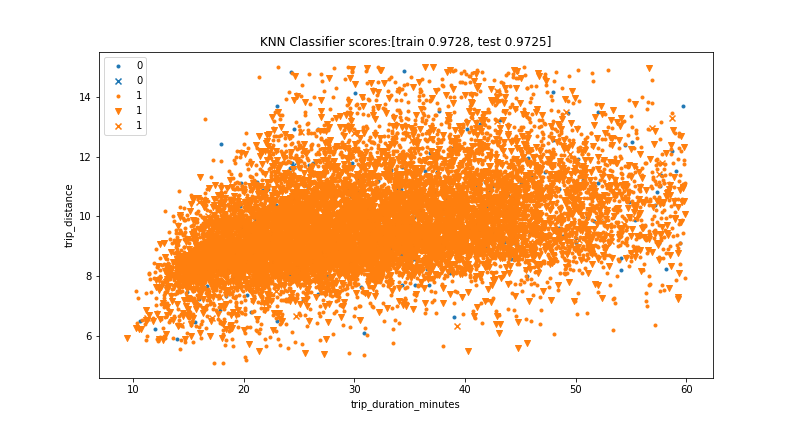 KNN Classifier scores:[train 0.9728, test 0.9725]
0
0
1
1
1
14
12
10
8
6
trip_distance
10 20 30 40 50 60
trip_duration_minutes